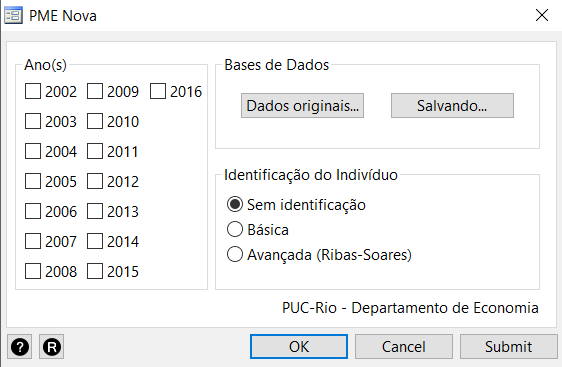 PME Nova
Ano(s)
2002 2009 2016
2003 2010
2004 2011
2005 2012
2006 2013
2007 2014
2008 2015
Bases de Dados
Dados originais... Salvando...
Identificação do Indivíduo
Sem identificação
Básica
Avançada (Ribas-Soares)
PUC-Rio - Departamento de Economia
? R OK Cancel Submit